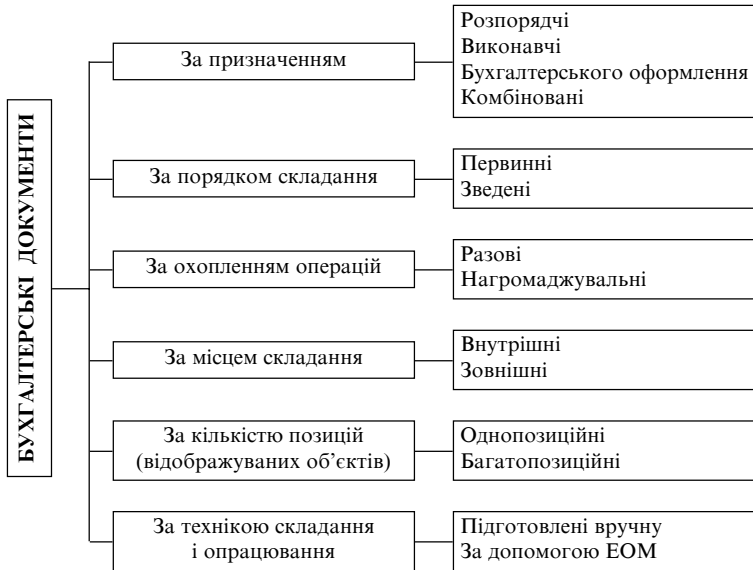 БУХГАЛТЕРСЬКІ ДОКУМЕНТИ
За призначенням
Розпорядчі
Виконавчі
Бухгалтерського оформлення
Комбіновані
За порядком складання
Первинні
Зведені
За охопленням операцій
Разові
Нагромаджувальні
За місцем складання
Внутрішні
Зовнішні
За кількістю позицій
(відображуваних об’єктів)
Однопозиційні
Багатопозиційні
За технікою складання
і опрацювання
Підготовлені вручну
За допомогою ЕОМ